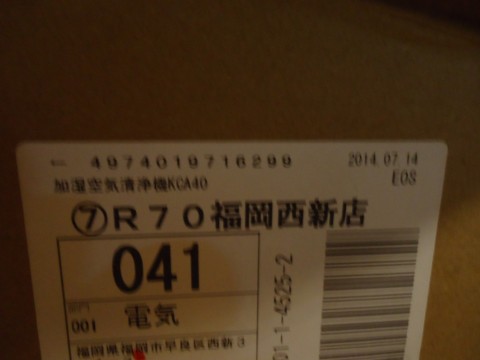 4974019716299 2014.07.14
加湿空気清浄機KCA40 EOS
⑦R70福岡西新店
041
001 電気
福岡県福岡市早良区西新3
01-1-4525-2